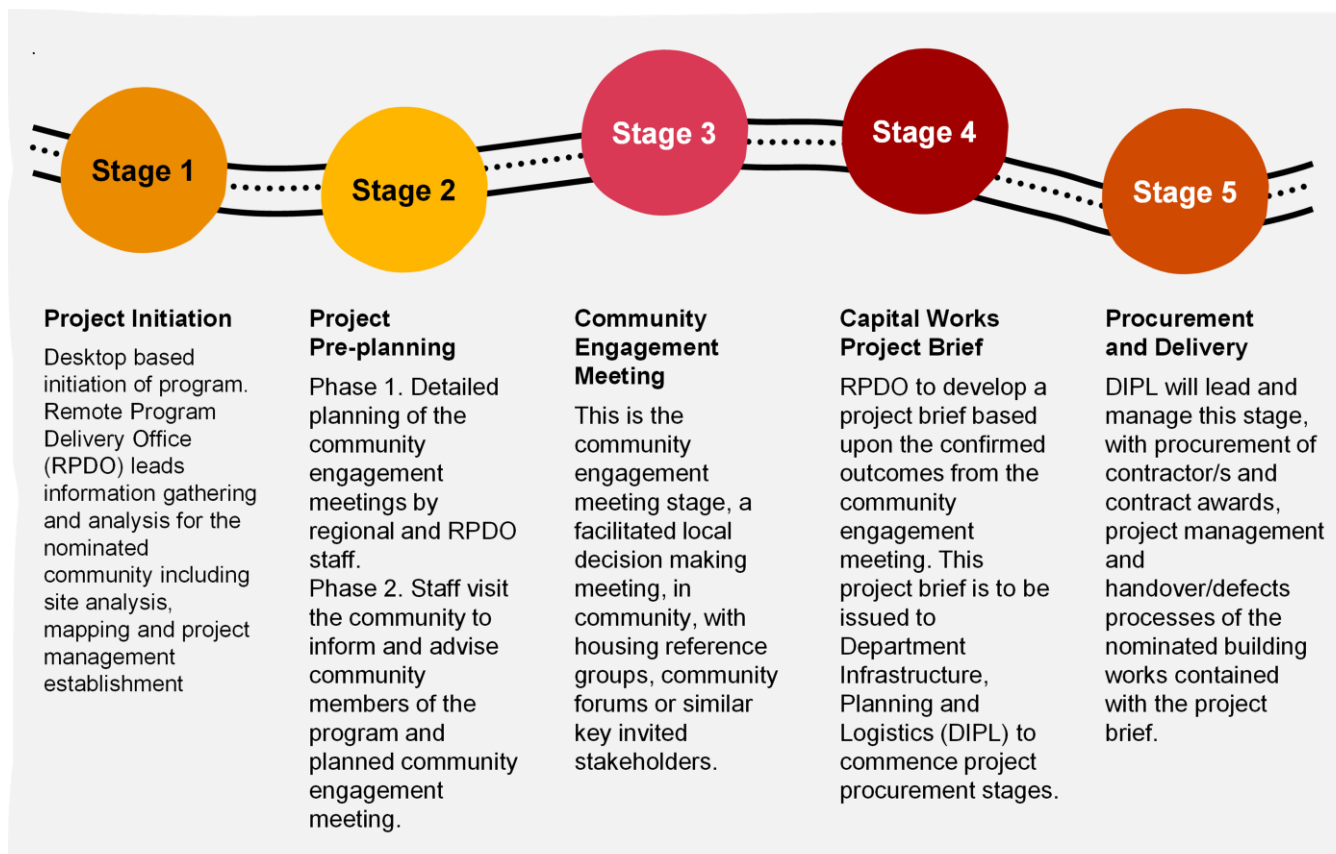 Stage 1
Stage 2
Stage 3
Stage 4
Stage 5
Project Initiation
Desktop based
initiation of program.
Remote Program
Delivery Office
(RPDO) leads
information gathering
and analysis for the
nominated
community including
site analysis,
mapping and project
management
establishment
Project
Pre-planning
Phase 1. Detailed
planning of the
community
engagement
meetings by
regional and RPDO
staff.
Phase 2. Staff visit
the community to
inform and advise
community
members of the
program and
planned community
engagement
meeting.
Community
Engagement
Meeting
This is the
community
engagement
meeting stage, a
facilitated local
decision making
meeting, in
community, with
housing reference
groups, community
forums or similar
key invited
stakeholders.
Capital Works
Project Brief
RPDO to develop a
project brief based
upon the confirmed
outcomes from the
community
engagement
meeting. This
project brief is to be
issued to
Department
Infrastructure,
Planning and
Logistics (DIPL) to
commence project
procurement stages.
Procurement
and Delivery
DIPL will lead and
manage this stage,
with procurement of
contractor/s and
contract awards,
project management
and
handover/defects
processes of the
nominated building
works contained
with the project
brief.